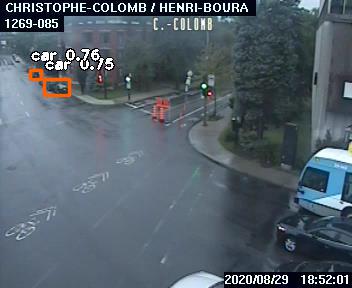 CHRISTOPHE-COLOMB / HENRI-BOURA
1269-085
C.-COLOMB
car 0.76
car 0.75
2020/08/29 18:52:01